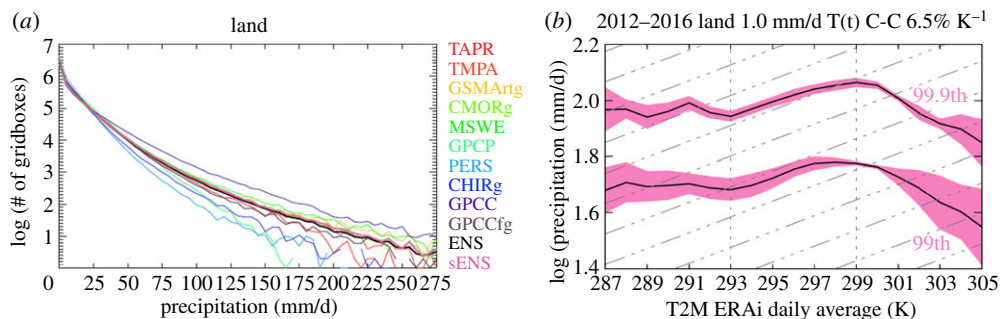 (a) land
log (# of gridboxes)
7
6
5
4
3
2
1
25 50 75 100 125 150 175 200 225 250 275
precipitation (mm/d)
TAPR
TMPA
GSMArtg
CMORg
MSWE
GPCP
PERS
CHIRg
GPCC
GPCCfg
ENS
sENS
(b) 2012–2016 land 1.0 mm/d T(t) C-C 6.5% K⁻¹
log (precipitation (mm/d))
2.2
2.0
1.8
1.6
1.4
99.9th
99th
287 289 291 293 295 297 299 301 303 305
T2M ERAi daily average (K)